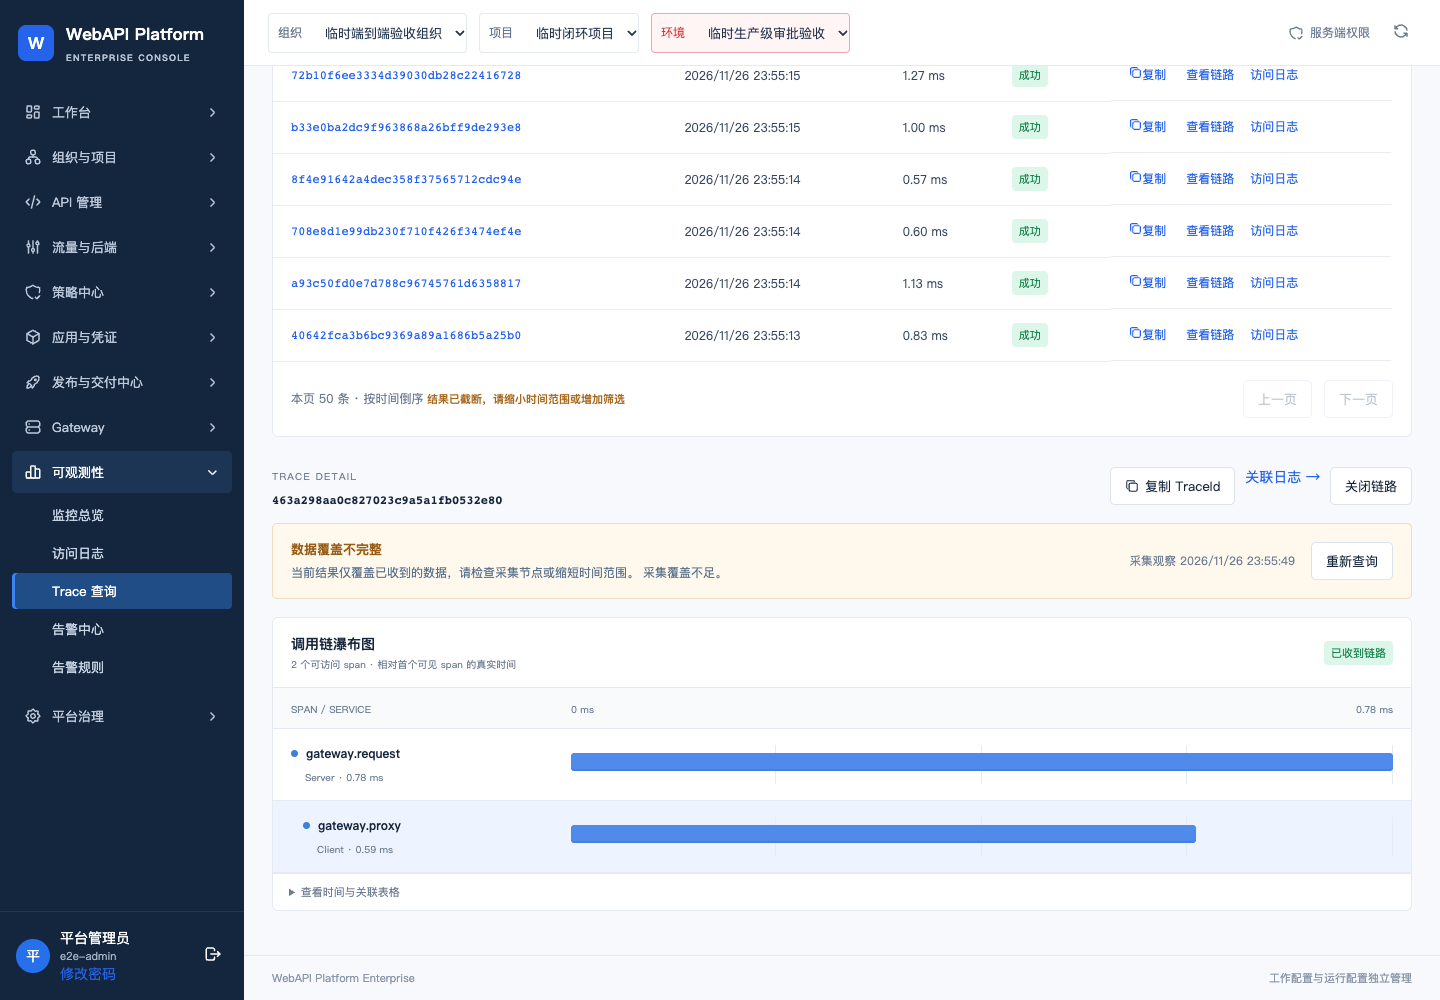 W
WebAPI Platform
ENTERPRISE CONSOLE
工作台
组织与项目
API 管理
流量与后端
策略中心
应用与凭证
发布与交付中心
Gateway
可观测性
监控总览
访问日志
Trace 查询
告警中心
告警规则
平台治理
平
平台管理员
e2e-admin
修改密码
组织 临时端到端验收组织
项目 临时闭环项目
环境 临时生产级审批验收
服务端权限
72b10f6ee3334d39030db28c22416728 2026/11/26 23:55:15 1.27 ms 成功 复制 查看链路 访问日志
b33e0ba2dc9f963868a26bff9de293e8 2026/11/26 23:55:15 1.00 ms 成功 复制 查看链路 访问日志
8f4e91642a4dec358f37565712cdc94e 2026/11/26 23:55:14 0.57 ms 成功 复制 查看链路 访问日志
708e8d1e99db230f710f426f3474ef4e 2026/11/26 23:55:14 0.60 ms 成功 复制 查看链路 访问日志
a93c50fd0e7d788c96745761d6358817 2026/11/26 23:55:14 1.13 ms 成功 复制 查看链路 访问日志
40642fca3b6bc9369a89a1686b5a25b0 2026/11/26 23:55:13 0.83 ms 成功 复制 查看链路 访问日志
本页 50 条 · 按时间倒序 结果已截断，请缩小时间范围或增加筛选
上一页 下一页
TRACE DETAIL
463a298aa0c827023c9a5a1fb0532e80
复制 TraceId 关联日志 → 关闭链路
数据覆盖不完整
当前结果仅覆盖已收到的数据，请检查采集节点或缩短时间范围。 采集覆盖不足。
采集观察 2026/11/26 23:55:49 重新查询
调用链瀑布图
2 个可访问 span · 相对首个可见 span 的真实时间
已收到链路
SPAN / SERVICE 0 ms 0.78 ms
gateway.request
Server · 0.78 ms
gateway.proxy
Client · 0.59 ms
查看时间与关联表格
WebAPI Platform Enterprise
工作配置与运行配置独立管理